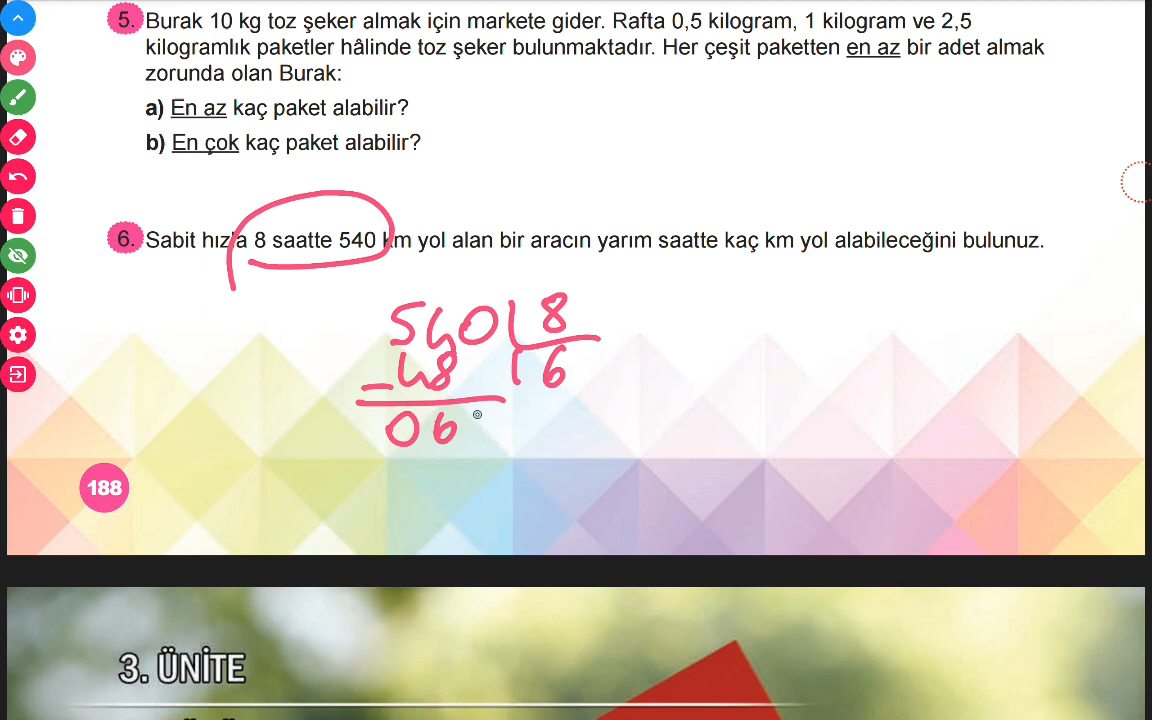 5. Burak 10 kg toz şeker almak için markete gider. Rafta 0,5 kilogram, 1 kilogram ve 2,5
kilogramlık paketler hâlinde toz şeker bulunmaktadır. Her çeşit paketten en az bir adet almak
zorunda olan Burak:
a) En az kaç paket alabilir?
b) En çok kaç paket alabilir?
6. Sabit hızla 8 saatte 540 km yol alan bir aracın yarım saatte kaç km yol alabileceğini bulunuz.
540 8
- 48 6
06
188
3. ÜNİTE